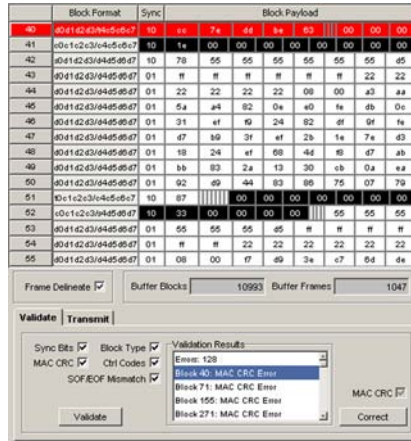 Block Format Sync Block Payload
40 d0d1d2d3/t4c5c6c7 10 cc 7e dd be 63 00 00 00
41 c0c1c2c3/c4c5c6c7 10 1e 00 00 00 00 00 00 00
42 s0d1d2d3/d4d5d6d7 10 78 55 55 55 55 55 55 d5
43 d0d1d2d3/d4d5d6d7 01 ff ff ff ff ff ff 22 22
44 d0d1d2d3/d4d5d6d7 01 22 22 22 22 08 00 a3 aa
45 d0d1d2d3/d4d5d6d7 01 5a a4 82 0e e0 fe db 0c
46 d0d1d2d3/d4d5d6d7 01 31 ef f9 24 82 df 9f fe
47 d0d1d2d3/d4d5d6d7 01 d7 b9 3f ef 2b 1e 7e d3
48 d0d1d2d3/d4d5d6d7 01 18 24 ef 68 4d f8 d7 ab
49 d0d1d2d3/d4d5d6d7 01 bb 83 2a 13 30 cb 0a ea
50 d0d1d2d3/d4d5d6d7 01 92 d9 44 83 86 75 07 79
51 t0c1c2c3/c4c5c6c7 10 87 00 00 00 00 00 00
52 c0c1c2c3/s4d5d6d7 10 33 00 00 00 00 55 55 55
53 d0d1d2d3/d4d5d6d7 01 55 55 55 d5 ff ff ff ff
54 d0d1d2d3/d4d5d6d7 01 ff ff 22 22 22 22 22 22
55 d0d1d2d3/d4d5d6d7 01 08 00 f7 d9 3e c7 6d de
Frame Delineate Buffer Blocks 10993 Buffer Frames 1047
Validate Transmit
Sync Bits Block Type Validation Results
MAC CRC Ctrl Codes Errors: 128
SOF/EOF Mismatch Block 40: MAC CRC Error
Block 71: MAC CRC Error
Block 155: MAC CRC Error
Block 271: MAC CRC Error
MAC CRC
Validate Correct